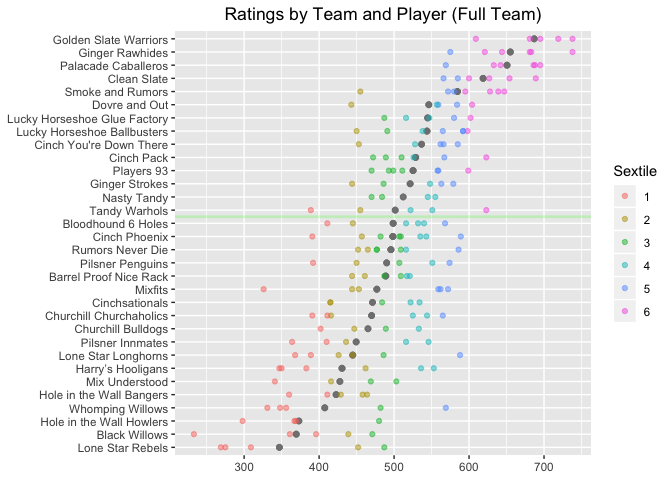 Ratings by Team and Player (Full Team)
Golden Slate Warriors
Ginger Rawhides
Palacade Caballeros
Clean Slate
Smoke and Rumors
Dovre and Out
Lucky Horseshoe Glue Factory
Lucky Horseshoe Ballbusters
Cinch You're Down There
Cinch Pack
Players 93
Ginger Strokes
Nasty Tandy
Tandy Warhols
Bloodhound 6 Holes
Cinch Phoenix
Rumors Never Die
Pilsner Penguins
Barrel Proof Nice Rack
Mixfits
Cinchsationals
Churchill Churchaholics
Churchill Bulldogs
Pilsner Innmates
Lone Star Longhorns
Harry's Hooligans
Mix Understood
Hole in the Wall Bangers
Whomping Willows
Hole in the Wall Howlers
Black Willows
Lone Star Rebels
300 400 500 600 700
Sextile
1
2
3
4
5
6